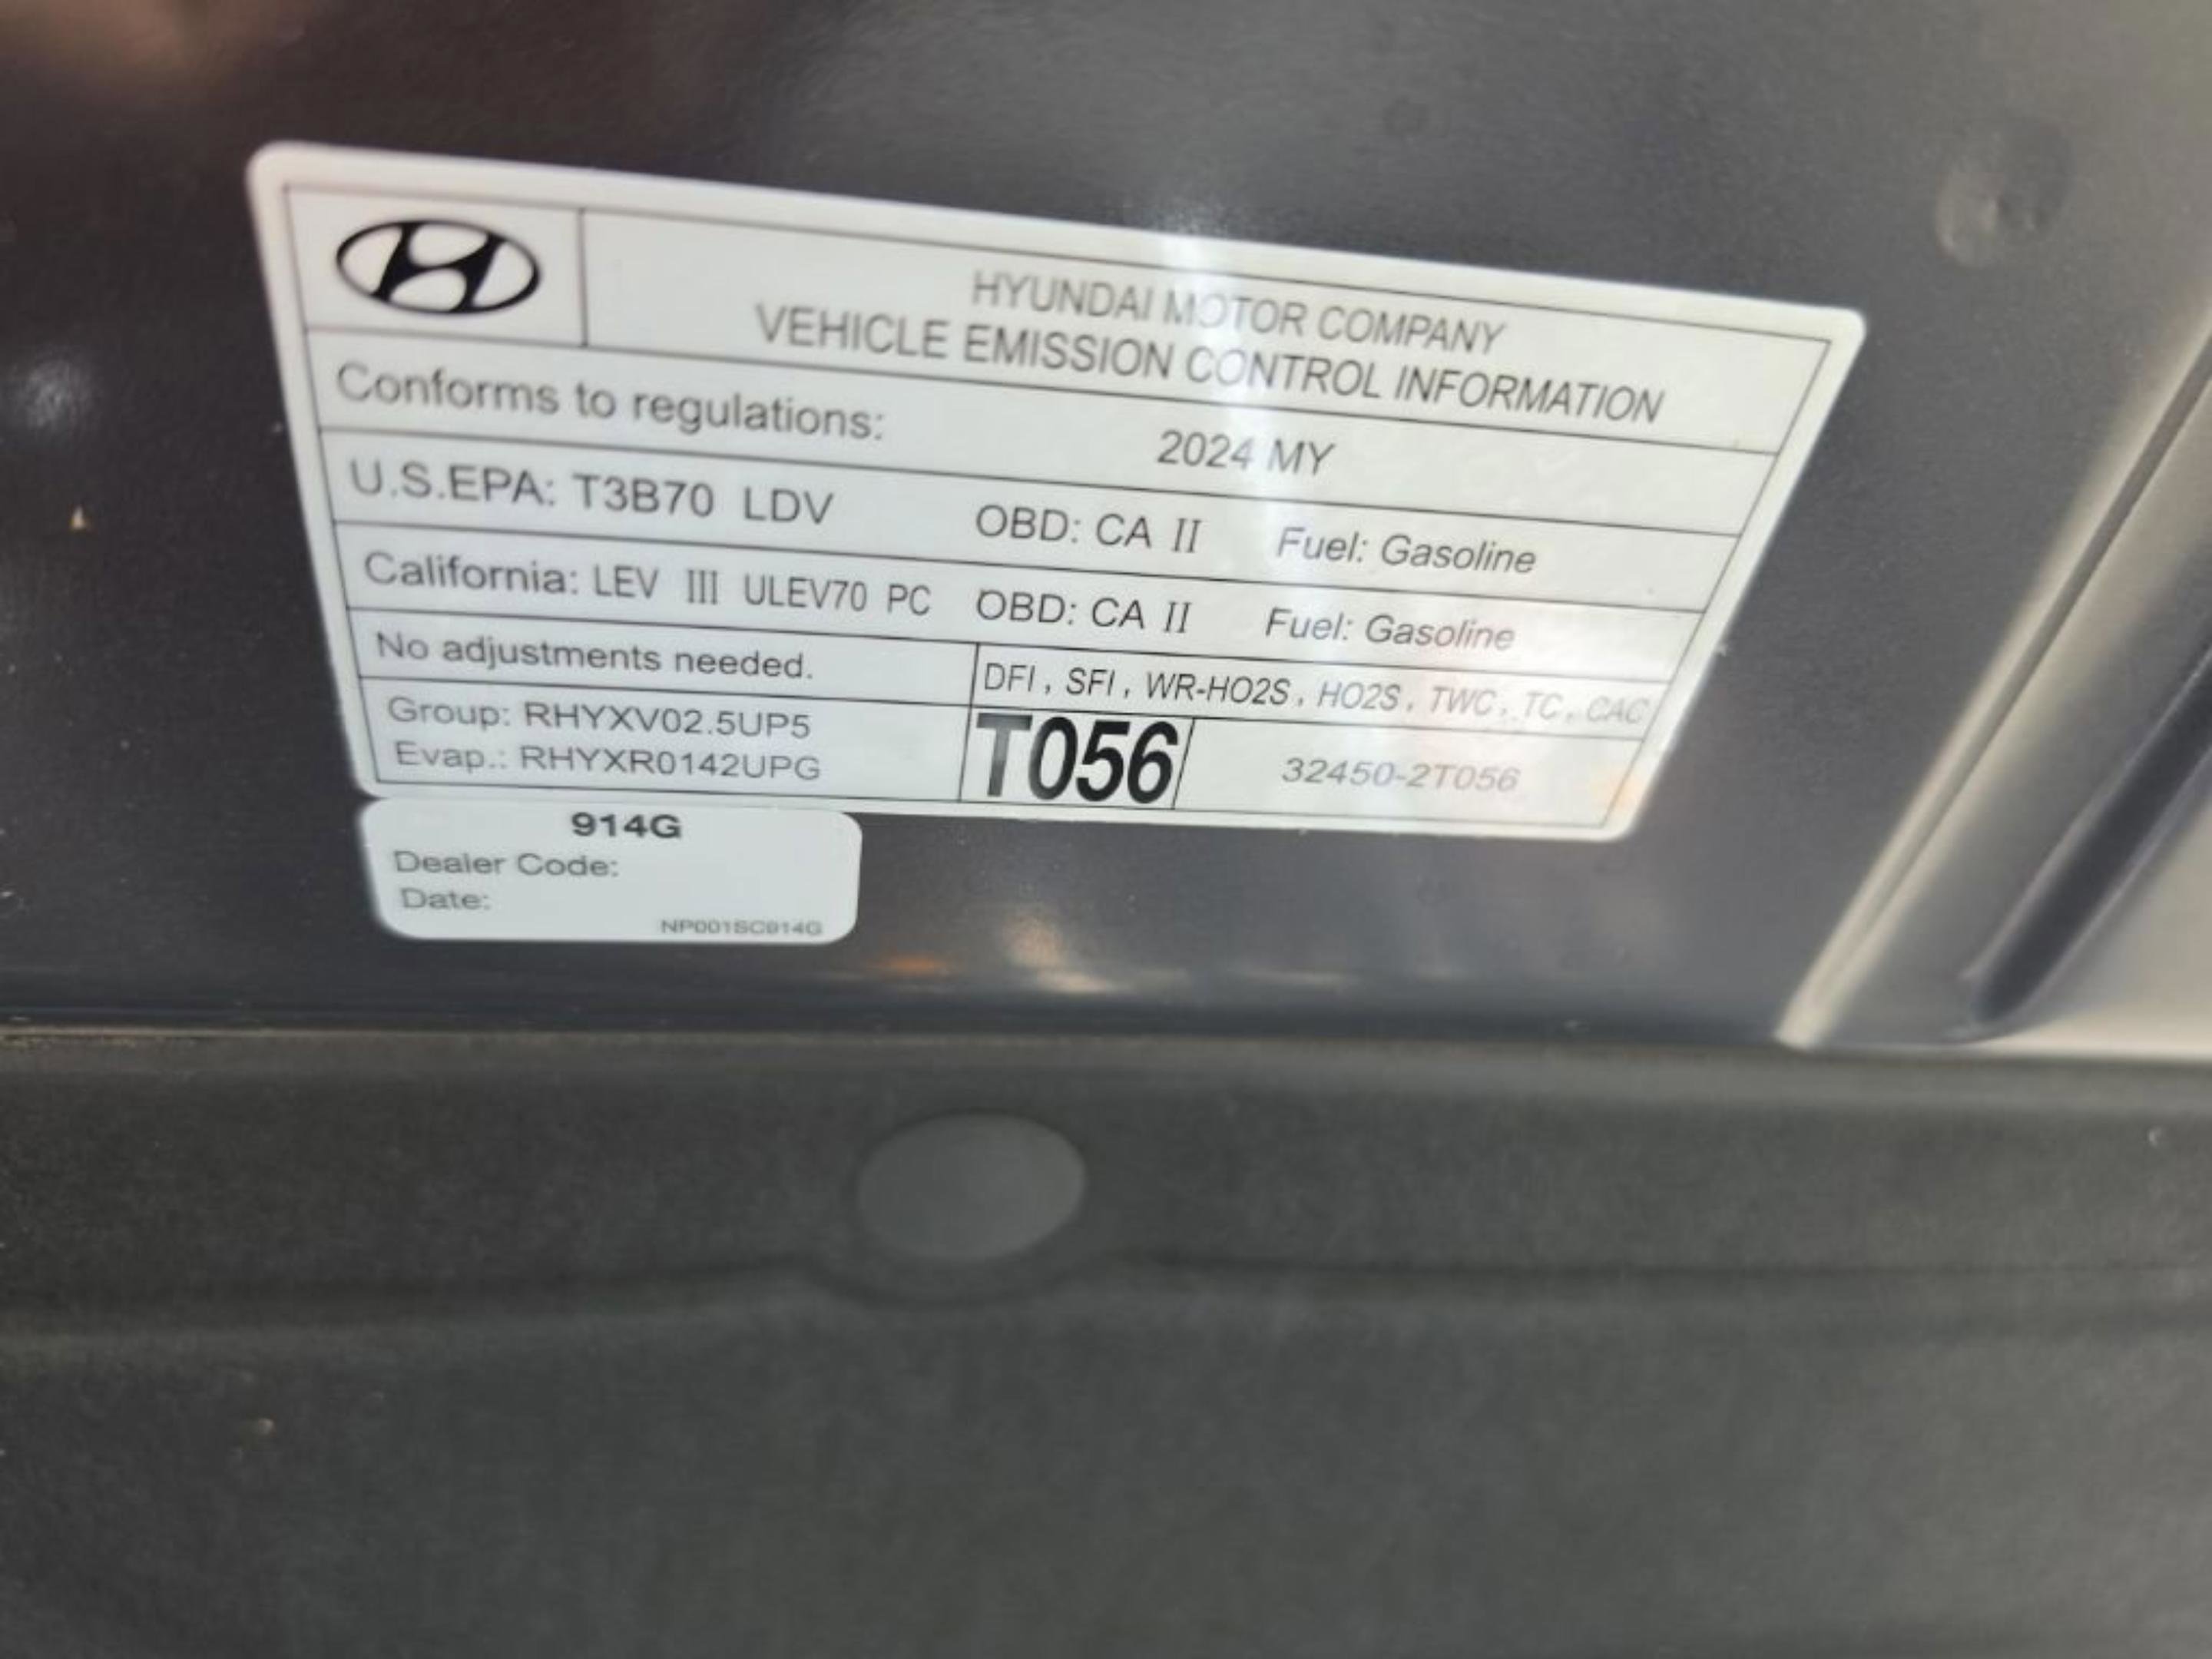 HYUNDAI MOTOR COMPANY
VEHICLE EMISSION CONTROL INFORMATION
Conforms to regulations: 2024 MY
U.S.EPA: T3B70 LDV OBD: CA II Fuel: Gasoline
California: LEV III ULEV70 PC OBD: CA II Fuel: Gasoline
No adjustments needed. DFI, SFI, WR-HO2S, HO2S, TWC, TC, CAC
Group: RHYXV02.5UP5
Evap.: RHYXR0142UPG
T056 32450-2T056
914G
Dealer Code:
Date:
NP001SC914G